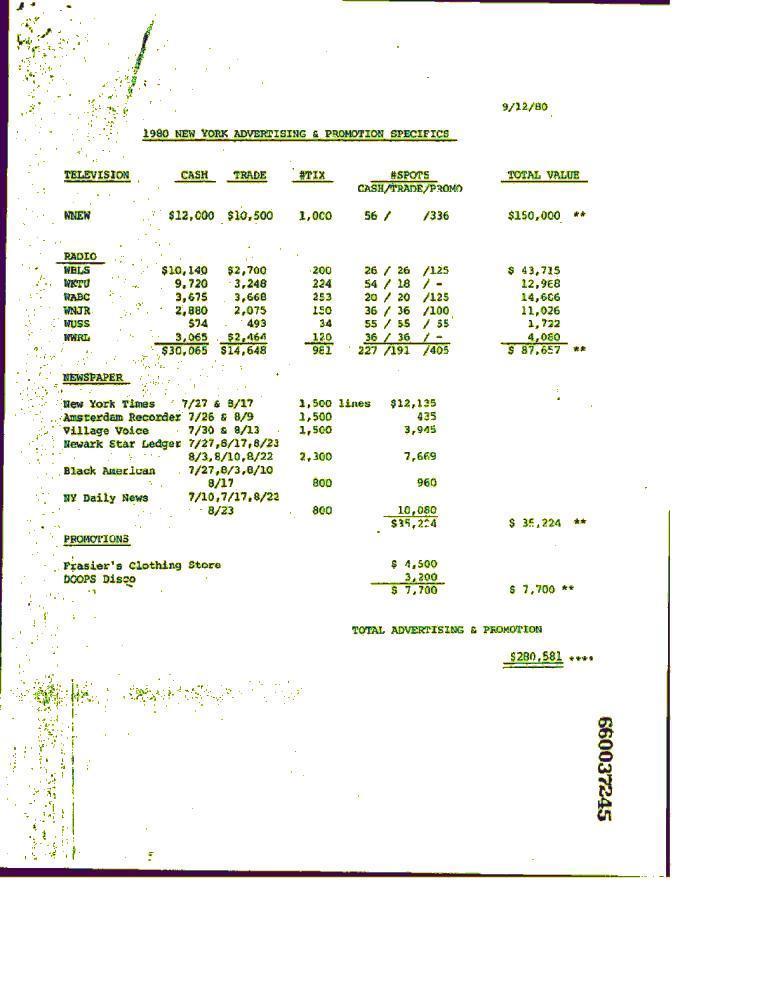 9/12/80
1980 NEW YORK ADVERTISING & PROMOTION SPECIFICS
TELEVISION CASH TRADE #TIX #SPOTS TOTAL VALUE
CASH/TRADE/PROMO
WNEW $12,000 $10,500 1,000 56 / /336 $150,000 **
RADIO
WBLS $10,140 $2,700 200 26 / 26 /125 $ 43,715
WKTU 9,720 3,248 224 54 / 18 / - 12,968
WABC 3,675 3,668 253 20 / 20 /125 14,606
WNJR 2,880 2,075 150 36 / 36 /100 11,026
WUSS 574 493 34 55 / 55 / 55 1,722
WWRL 3,065 $2,464 120 36 / 36 / - 4,080
$30,065 $14,648 981 227 /191 /405 $ 87,657 **
NEWSPAPER
New York Times 7/27 & 8/17 1,500 lines $12,135
Amsterdam Recorder 7/26 & 8/9 1,500 435
Village Voice 7/30 & 8/13 1,500 3,945
Newark Star Ledger 7/27,8/17,8/23
8/3,8/10,8/22 2,300 7,669
Black American 7/27,8/3,8/10
8/17 800 960
NY Daily News 7/10,7/17,8/22
8/23 800 10,080
$35,224 $ 35,224 **
PROMOTIONS
Frasier's Clothing Store $ 4,500
DOOPS Disco 3,200
$ 7,700 $ 7,700 **
TOTAL ADVERTISING & PROMOTION
$280,581 ****
660037245